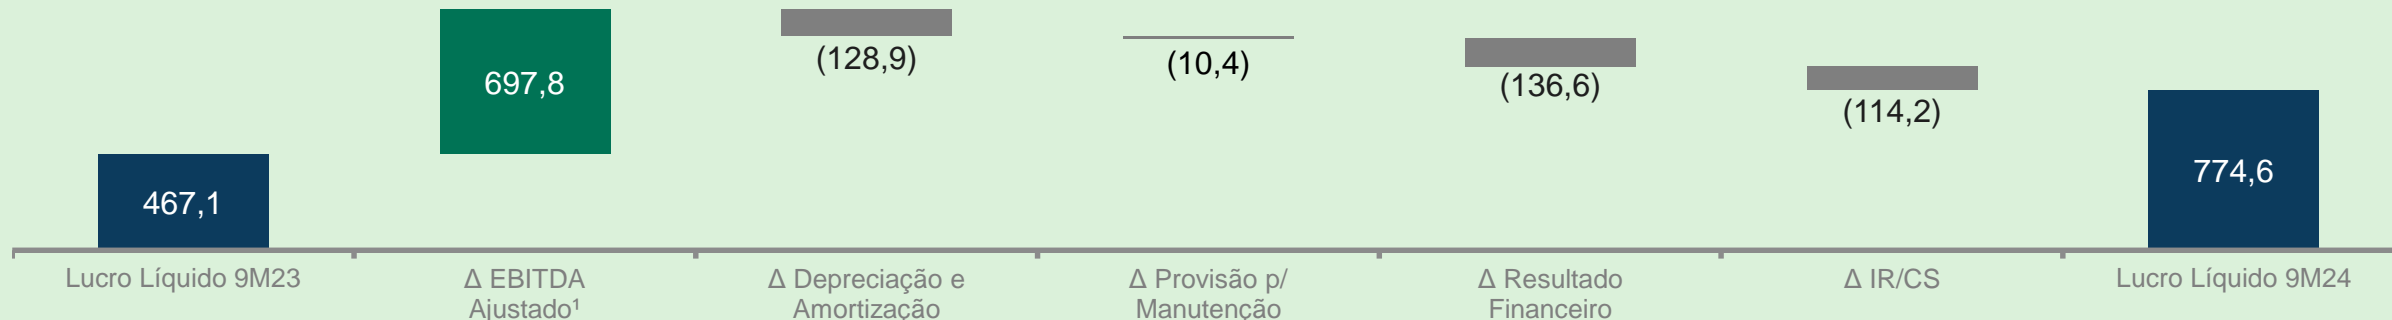 697,8
(128,9)
(10,4)
(136,6)
(114,2)
467,1
774,6
Lucro Líquido 9M23
Δ EBITDA
Ajustado¹
Δ Depreciação e
Amortização
Δ Provisão p/
Manutenção
Δ Resultado
Financeiro
Δ IR/CS
Lucro Líquido 9M24